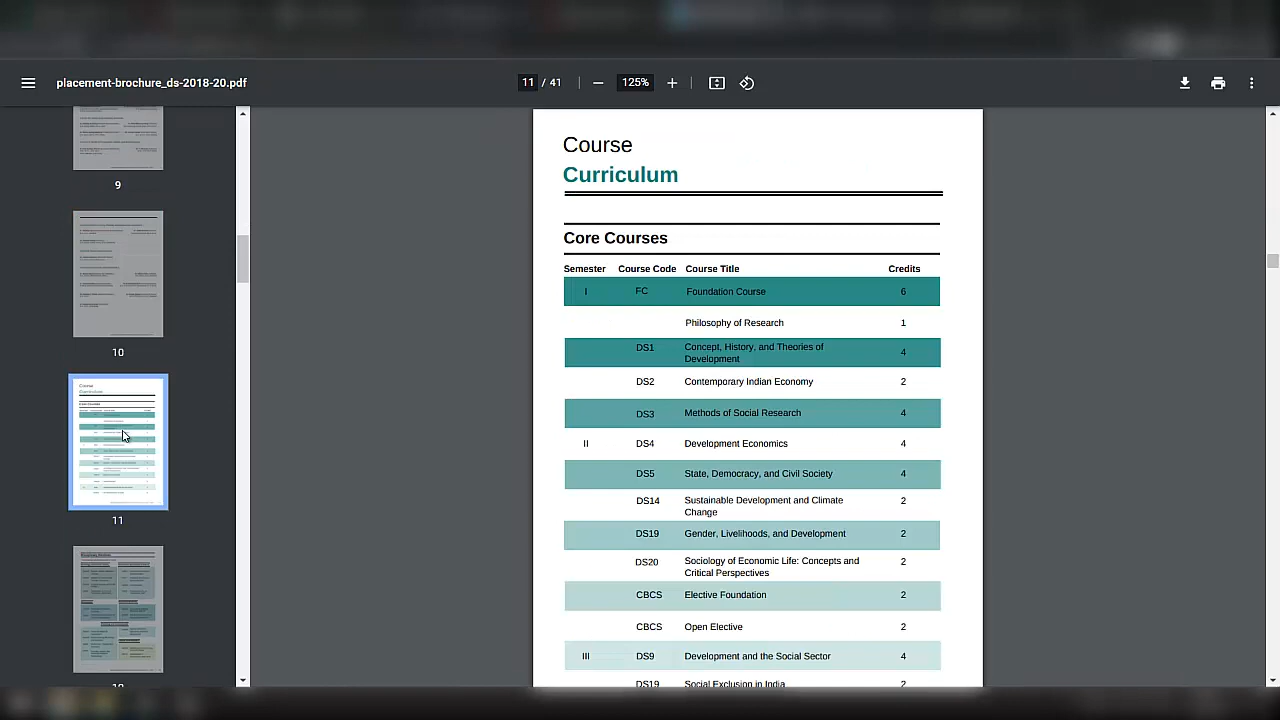 placement-brochure_ds-2018-20.pdf
11 / 41
125%
9
10
11
Course
Curriculum
Core Courses
Semester Course Code Course Title Credits
I FC Foundation Course 6
Philosophy of Research 1
DS1 Concept, History, and Theories of
Development 4
DS2 Contemporary Indian Economy 2
DS3 Methods of Social Research 4
II DS4 Development Economics 4
DS5 State, Democracy, and Civil Society 4
DS14 Sustainable Development and Climate
Change 2
DS19 Gender, Livelihoods, and Development 2
DS20 Sociology of Economic Life: Concepts and
Critical Perspectives 2
CBCS Elective Foundation 2
CBCS Open Elective 2
III DS9 Development and the Social Sector 4
DS19 Social Exclusion in India 2